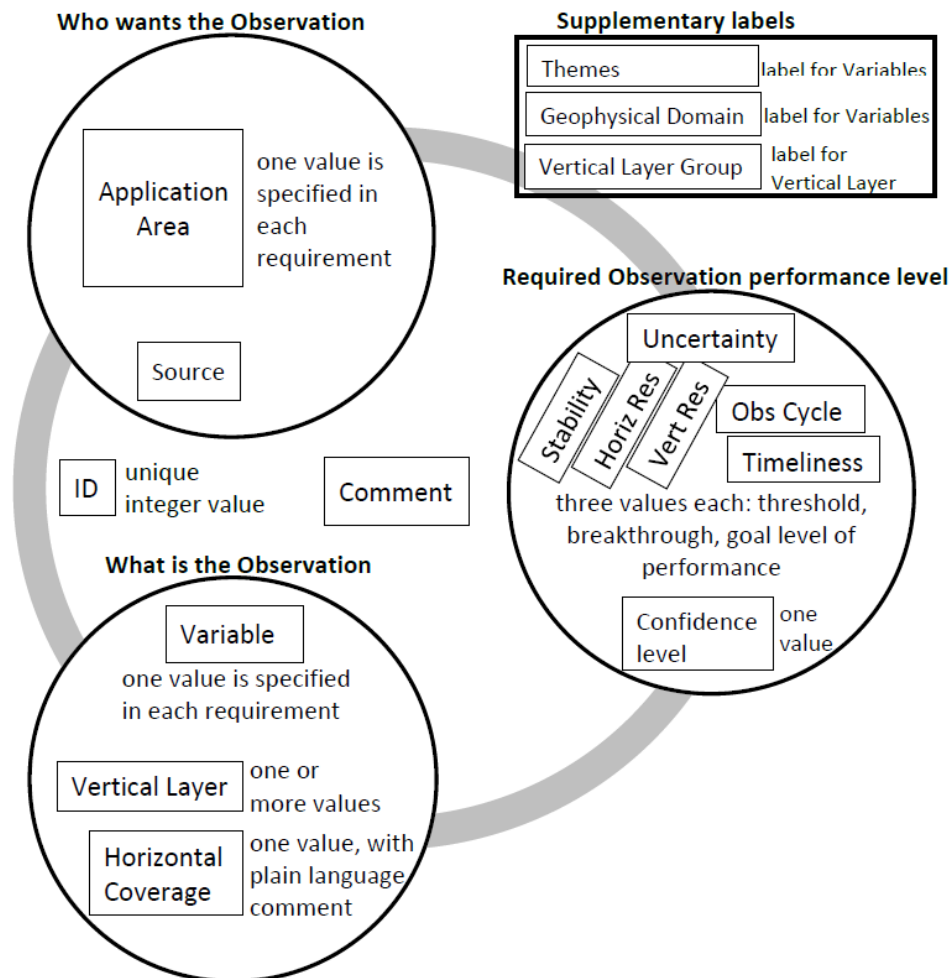 Who wants the Observation
Application
Area
one value is
specified in
each
requirement
Source
Supplementary labels
Themes
label for Variables
Geophysical Domain
label for Variables
Vertical Layer Group
label for
Vertical Layer
Required Observation performance level
Uncertainty
Stability
Horiz Res
Vert Res
Obs Cycle
Timeliness
three values each: threshold,
breakthrough, goal level of
performance
Confidence
level
one
value
ID
unique
integer value
Comment
What is the Observation
Variable
one value is specified
in each requirement
Vertical Layer
one or
more values
Horizontal
Coverage
one value, with
plain language
comment